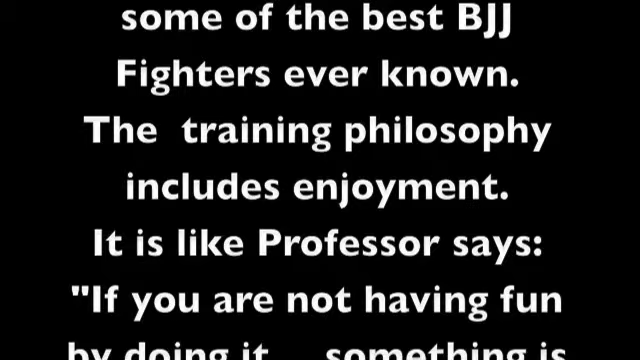 some of the best BJJ
Fighters ever known.
The training philosophy
includes enjoyment.
It is like Professor says:
"If you are not having fun
by doing it something is